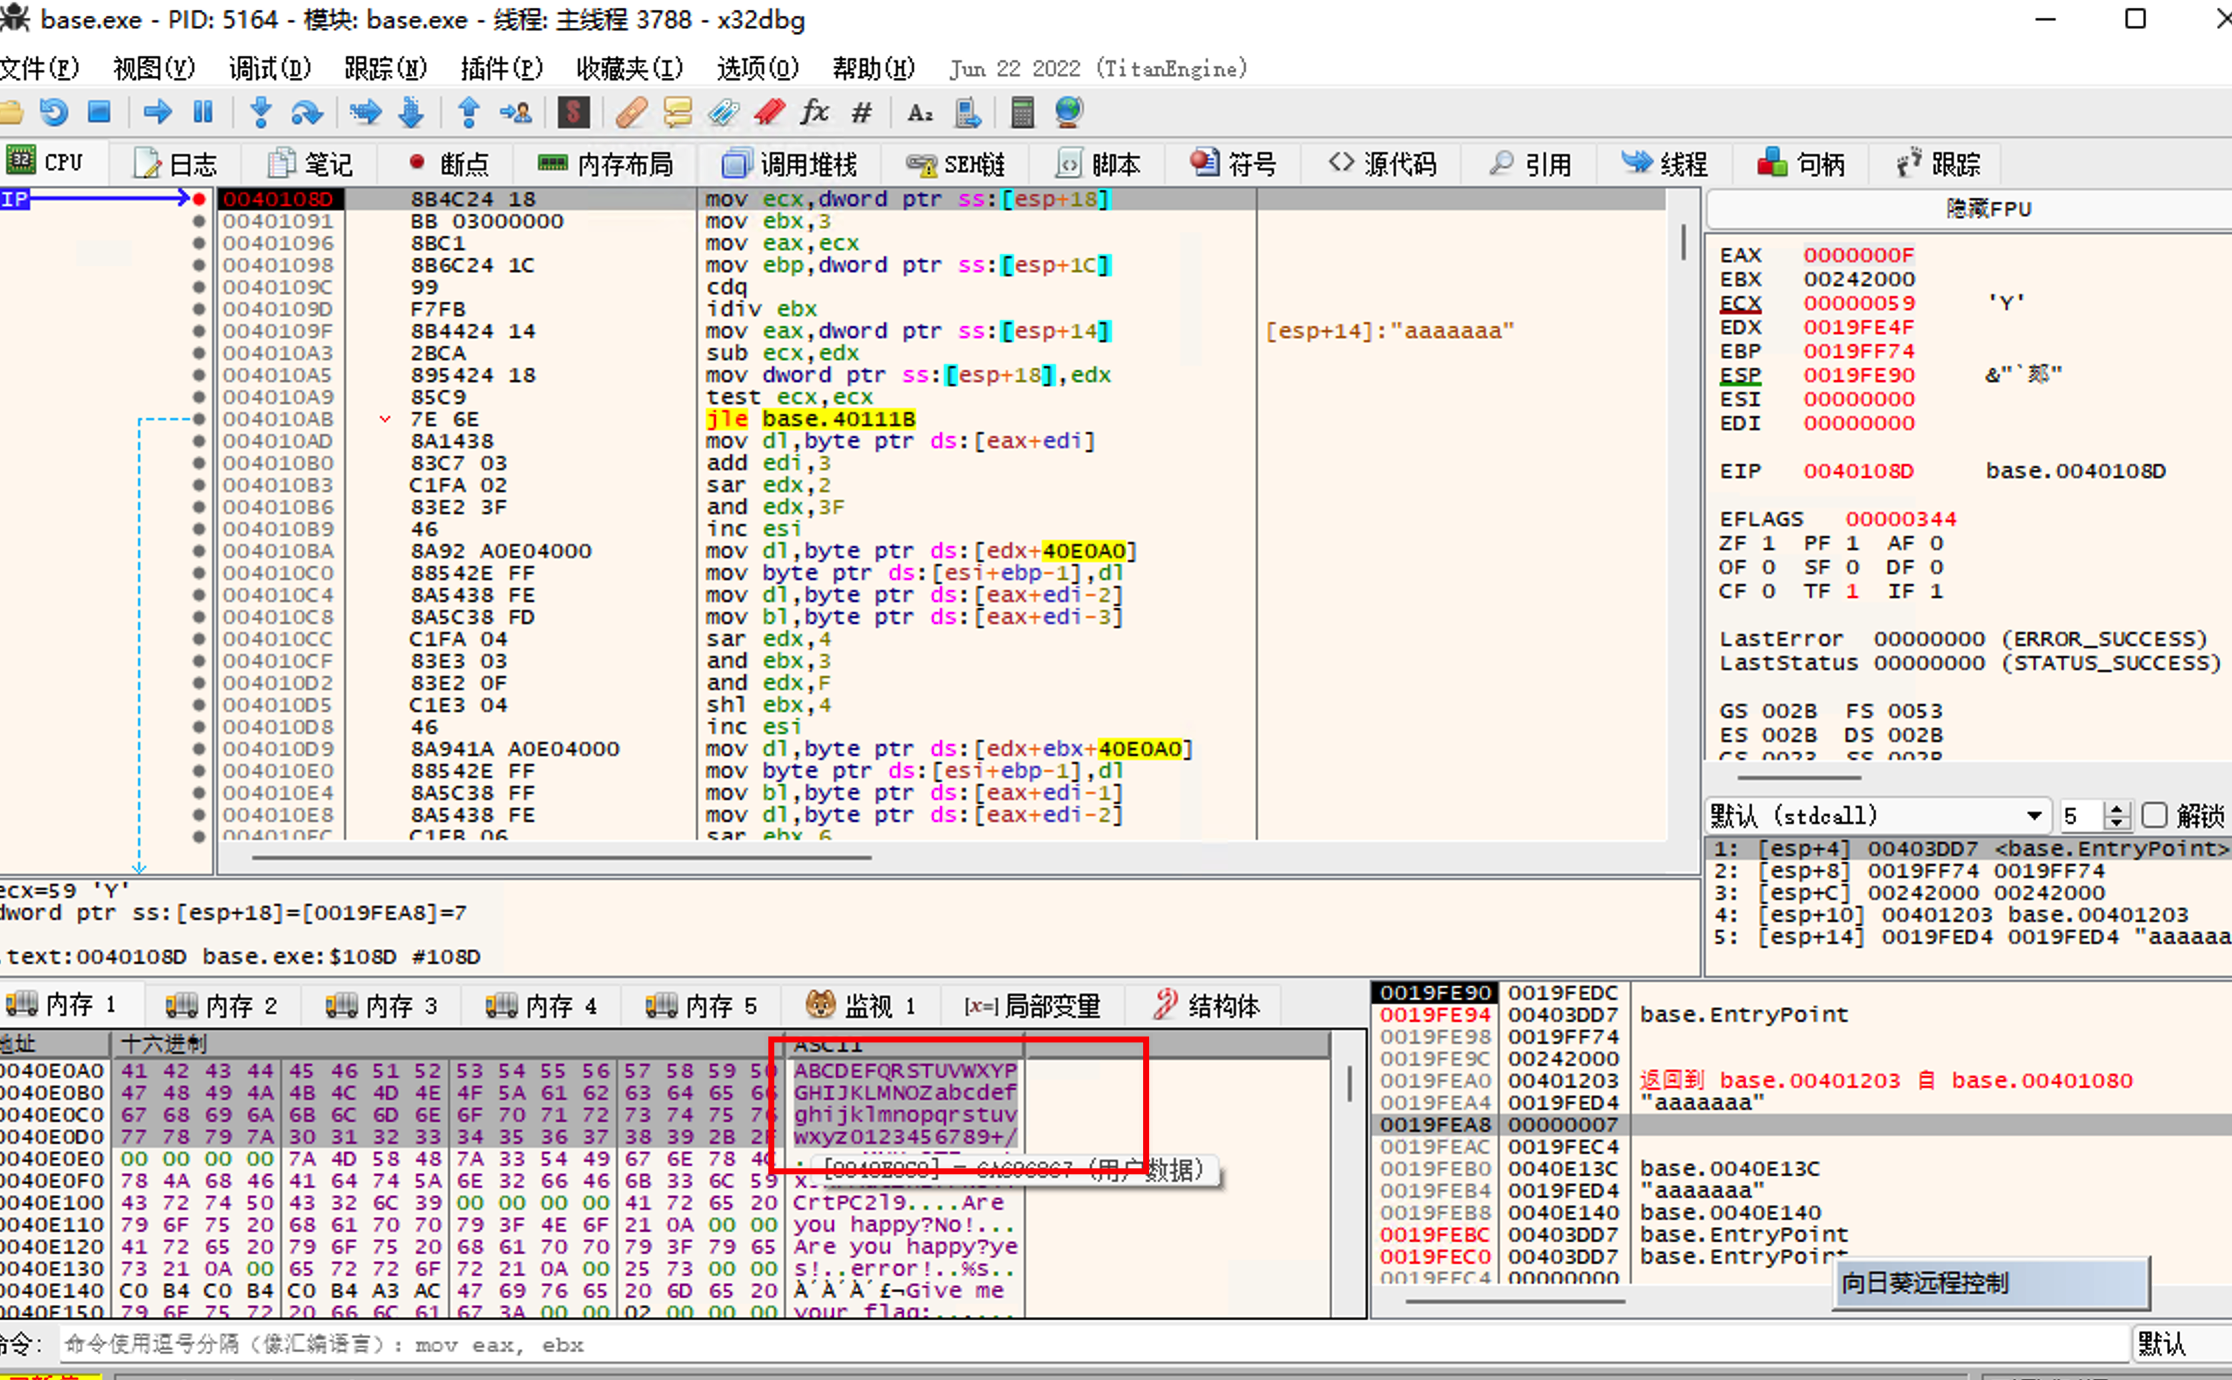 base.exe - PID: 5164 - 模块: base.exe - 线程: 主线程 3788 - x32dbg
文件(F) 视图(V) 调试(D) 跟踪(N) 插件(P) 收藏夹(I) 选项(O) 帮助(H) Jun 22 2022 (TitanEngine)
CPU 日志 笔记 断点 内存布局 调用堆栈 SEH链 脚本 符号 源代码 引用 线程 句柄 跟踪
IP 0040108D 8B4C24 18 mov ecx,dword ptr ss:[esp+18]
00401091 BB 03000000 mov ebx,3
00401096 8BC1 mov eax,ecx
00401098 8B6C24 1C mov ebp,dword ptr ss:[esp+1C]
0040109C 99 cdq
0040109D F7FB idiv ebx
0040109F 8B4424 14 mov eax,dword ptr ss:[esp+14] [esp+14]:"aaaaaaa"
004010A3 2BCA sub ecx,edx
004010A5 895424 18 mov dword ptr ss:[esp+18],edx
004010A9 85C9 test ecx,ecx
004010AB 7E 6E jle base.40111B
004010AD 8A1438 mov dl,byte ptr ds:[eax+edi]
004010B0 83C7 03 add edi,3
004010B3 C1FA 02 sar edx,2
004010B6 83E2 3F and edx,3F
004010B9 46 inc esi
004010BA 8A92 A0E04000 mov dl,byte ptr ds:[edx+40E0A0]
004010C0 88542E FF mov byte ptr ds:[esi+ebp-1],dl
004010C4 8A5438 FE mov dl,byte ptr ds:[eax+edi-2]
004010C8 8A5C38 FD mov bl,byte ptr ds:[eax+edi-3]
004010CC C1FA 04 sar edx,4
004010CF 83E3 03 and ebx,3
004010D2 83E2 0F and edx,F
004010D5 C1E3 04 shl ebx,4
004010D8 46 inc esi
004010D9 8A941A A0E04000 mov dl,byte ptr ds:[edx+ebx+40E0A0]
004010E0 88542E FF mov byte ptr ds:[esi+ebp-1],dl
004010E4 8A5C38 FF mov bl,byte ptr ds:[eax+edi-1]
004010E8 8A5438 FE mov dl,byte ptr ds:[eax+edi-2]
004010EC C1FB 06 sar ebx,6
隐藏FPU
EAX 0000000F
EBX 00242000
ECX 00000059 'Y'
EDX 0019FE4F
EBP 0019FF74
ESP 0019FE90 &"`郯"
ESI 00000000
EDI 00000000
EIP 0040108D base.0040108D
EFLAGS 00000344
ZF 1 PF 1 AF 0
OF 0 SF 0 DF 0
CF 0 TF 1 IF 1
LastError 00000000 (ERROR_SUCCESS)
LastStatus 00000000 (STATUS_SUCCESS)
GS 002B FS 0053
ES 002B DS 002B
CS 0023 SS 002B
默认 (stdcall) 5 解锁
1: [esp+4] 00403DD7 <base.EntryPoint>
2: [esp+8] 0019FF74 0019FF74
3: [esp+C] 00242000 00242000
4: [esp+10] 00401203 base.00401203
5: [esp+14] 0019FED4 0019FED4 "aaaaaa
ecx=59 'Y'
dword ptr ss:[esp+18]=[0019FEA8]=7
.text:0040108D base.exe:$108D #108D
内存 1 内存 2 内存 3 内存 4 内存 5 监视 1 [x=]局部变量 结构体
地址 十六进制 ASCII
0040E0A0 41 42 43 44 45 46 51 52 53 54 55 56 57 58 59 50 ABCDEFQRSTUVWXYP
0040E0B0 47 48 49 4A 4B 4C 4D 4E 4F 5A 61 62 63 64 65 66 GHIJKLMNOZabcdef
0040E0C0 67 68 69 6A 6B 6C 6D 6E 6F 70 71 72 73 74 75 76 ghijklmnopqrstuv
0040E0D0 77 78 79 7A 30 31 32 33 34 35 36 37 38 39 2B 2F wxyz0123456789+/
0040E0E0 00 00 00 00 7A 4D 58 48 7A 33 54 49 67 6E 78 4C
[0040E0C0] = 6A696867 (用户数据)
0040E0F0 78 4A 68 46 41 64 74 5A 6E 32 66 46 6B 33 6C 59
0040E100 43 72 74 50 43 32 6C 39 00 00 00 00 41 72 65 20 CrtPC2l9....Are
0040E110 79 6F 75 20 68 61 70 70 79 3F 4E 6F 21 0A 00 00 you happy?No!...
0040E120 41 72 65 20 79 6F 75 20 68 61 70 70 79 3F 79 65 Are you happy?ye
0040E130 73 21 0A 00 65 72 72 6F 72 21 0A 00 25 73 00 00 s!..error!..%s..
0040E140 C0 B4 C0 B4 C0 B4 A3 AC 47 69 76 65 20 6D 65 20 À´À´À´£¬Give me
0040E150 79 6F 75 72 20 66 6C 61 67 3A 00 00 02 00 00 00 your flag:......
0019FE90 0019FEDC
0019FE94 00403DD7 base.EntryPoint
0019FE98 0019FF74
0019FE9C 00242000
0019FEA0 00401203 返回到 base.00401203 自 base.00401080
0019FEA4 0019FED4 "aaaaaaa"
0019FEA8 00000007
0019FEAC 0019FEC4
0019FEB0 0040E13C base.0040E13C
0019FEB4 0019FED4 "aaaaaaa"
0019FEB8 0040E140 base.0040E140
0019FEBC 00403DD7 base.EntryPoint
0019FEC0 00403DD7 base.EntryPoint
0019FEC4 00000000
向日葵远程控制
命令: 命令使用逗号分隔（像汇编语言）: mov eax, ebx 默认